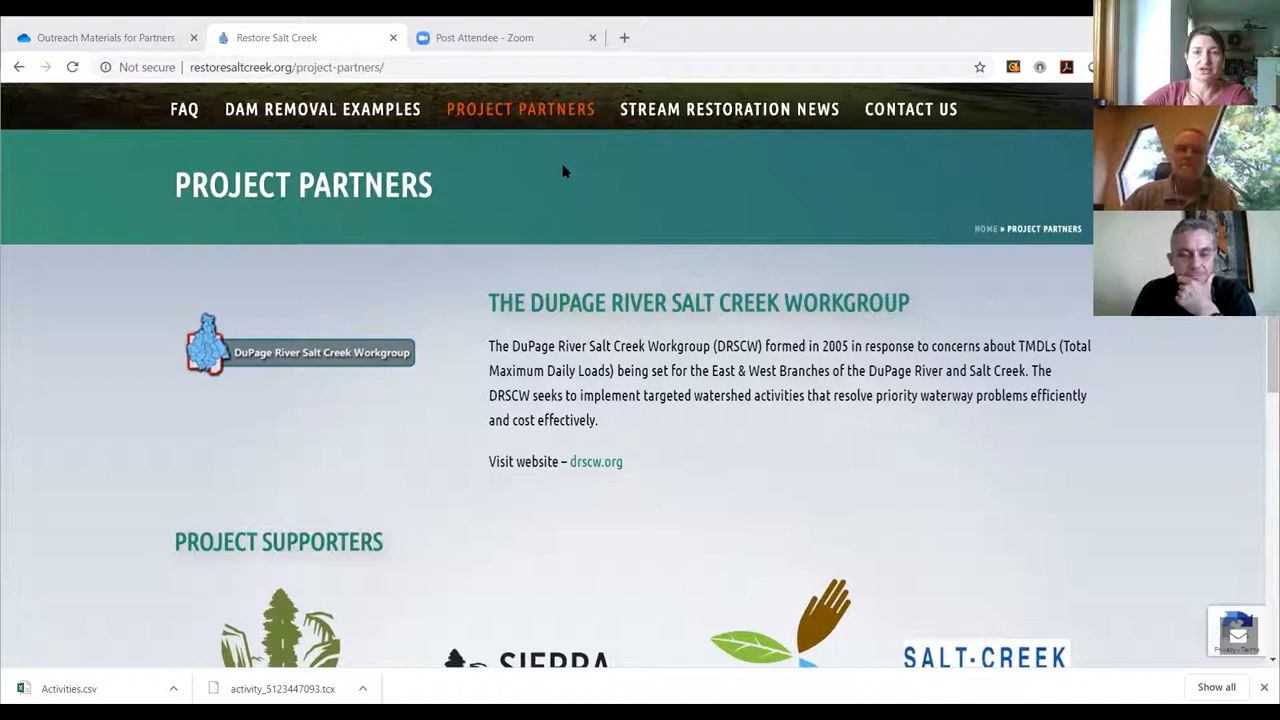 Outreach Materials for Partners
Restore Salt Creek
Post Attendee - Zoom
Not secure | restoresaltcreek.org/project-partners/
FAQ DAM REMOVAL EXAMPLES PROJECT PARTNERS STREAM RESTORATION NEWS CONTACT US
PROJECT PARTNERS
HOME » PROJECT PARTNERS
THE DUPAGE RIVER SALT CREEK WORKGROUP
DuPage River Salt Creek Workgroup
The DuPage River Salt Creek Workgroup (DRSCW) formed in 2005 in response to concerns about TMDLs (Total
Maximum Daily Loads) being set for the East & West Branches of the DuPage River and Salt Creek. The
DRSCW seeks to implement targeted watershed activities that resolve priority waterway problems efficiently
and cost effectively.
Visit website – drscw.org
PROJECT SUPPORTERS
SIERRA
SALT-CREEK
Privacy - Terms
Activities.csv
activity_5123447093.tcx
Show all